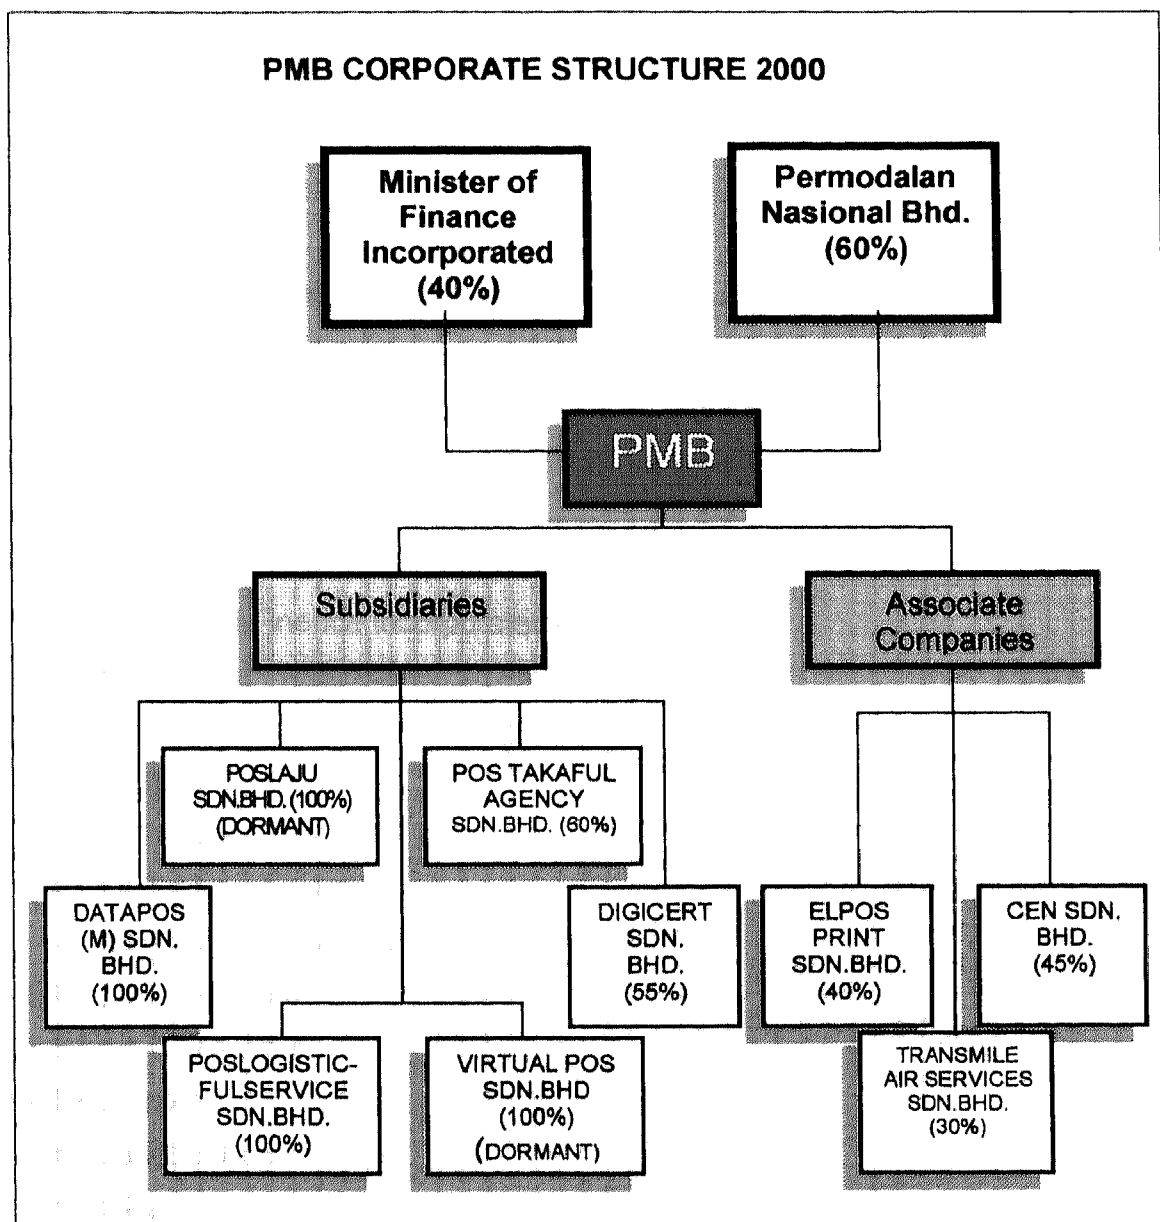 PMB CORPORATE STRUCTURE 2000
Minister of
Finance
Incorporated
(40%)
Permodalan
Nasional Bhd.
(60%)
PMB
Subsidiaries
Associate
Companies
POSLAJU
SDN.BHD. (100%)
(DORMANT)
POS TAKAFUL
AGENCY
SDN.BHD. (60%)
DATAPOS
(M) SDN.
BHD.
(100%)
DIGICERT
SDN.
BHD.
(55%)
ELPOS
PRINT
SDN.BHD.
(40%)
CEN SDN.
BHD.
(45%)
POSLOGISTIC-
FULSERVICE
SDN.BHD.
(100%)
VIRTUAL POS
SDN.BHD
(100%)
(DORMANT)
TRANSMILE
AIR SERVICES
SDN.BHD.
(30%)